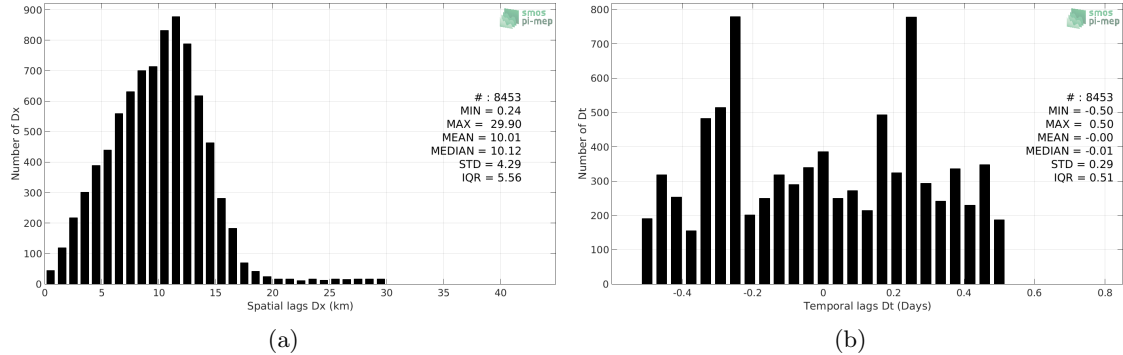 900
800
700
600
500
400
300
200
100
0
Number of Dx
0 5 10 15 20 25 30 35 40
Spatial lags Dx (km)
smos
pi-mep
# : 8453
MIN = 0.24
MAX = 29.90
MEAN = 10.01
MEDIAN = 10.12
STD = 4.29
IQR = 5.56
(a)
800
700
600
500
400
300
200
100
0
Number of Dt
-0.4 -0.2 0 0.2 0.4 0.6 0.8
Temporal lags Dt (Days)
smos
pi-mep
# : 8453
MIN = -0.50
MAX = 0.50
MEAN = -0.00
MEDIAN = -0.01
STD = 0.29
IQR = 0.51
(b)